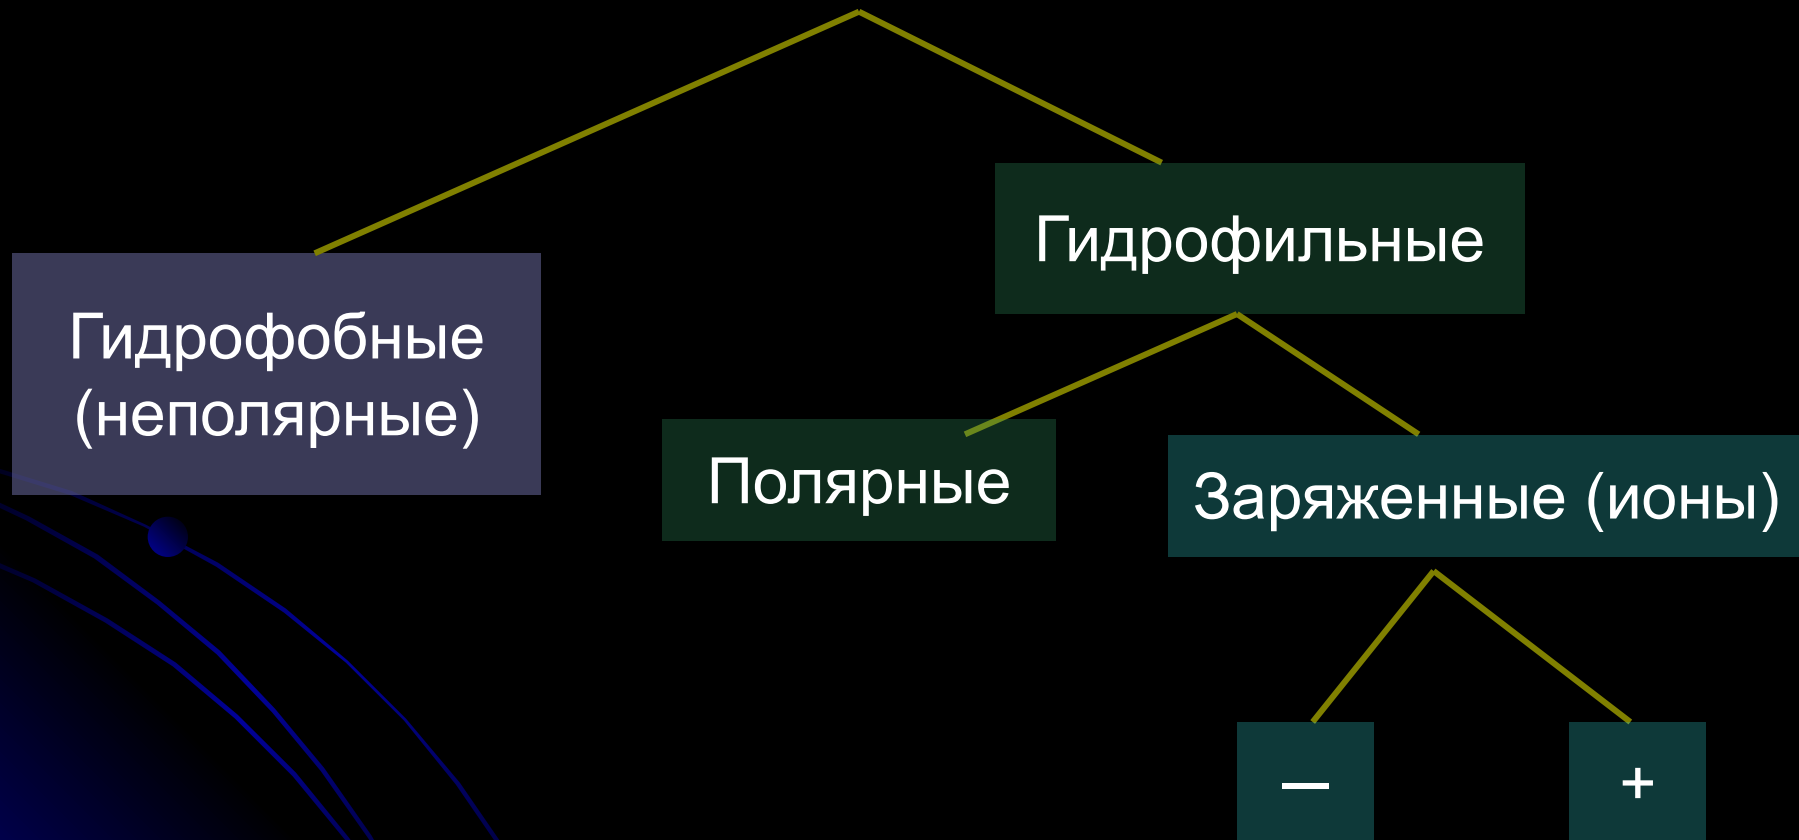 Гидрофильные
Гидрофобные
(неполярные)
Полярные
Заряженные (ионы)
—
+